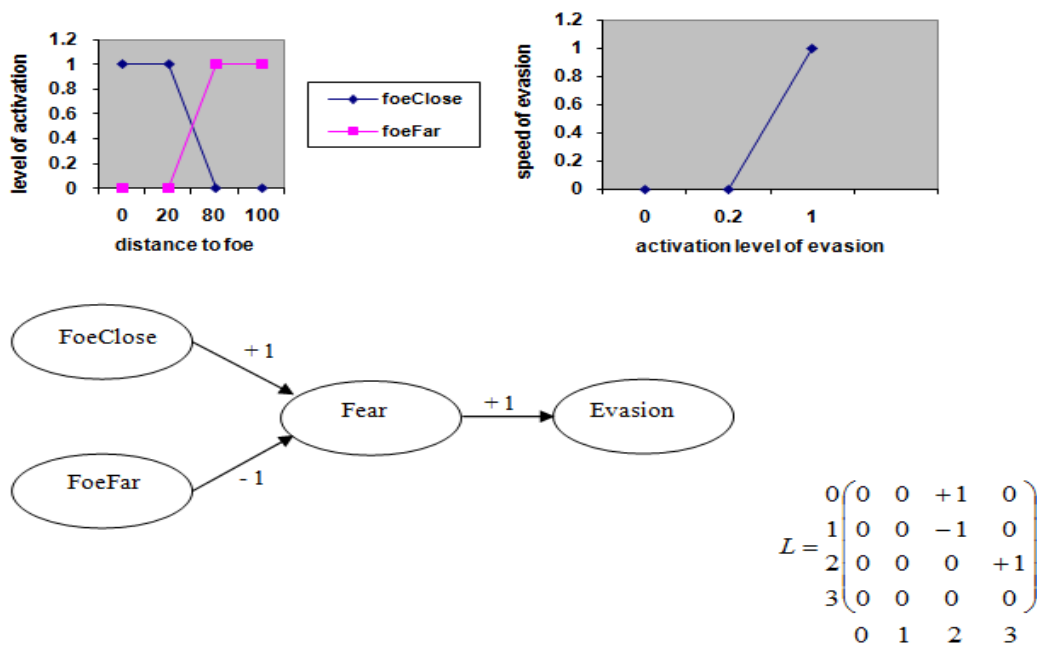 level of activation
1.2
1
0.8
0.6
0.4
0.2
0
0 20 80 100
distance to foe
foeClose
foeFar
speed of evasion
1.2
1
0.8
0.6
0.4
0.2
0
0 0.2 1
activation level of evasion
FoeClose
+ 1
Fear
+ 1
Evasion
FoeFar
- 1
L =
0 0 0 +1 0
1 0 0 −1 0
2 0 0 0 +1
3 0 0 0 0
0 1 2 3